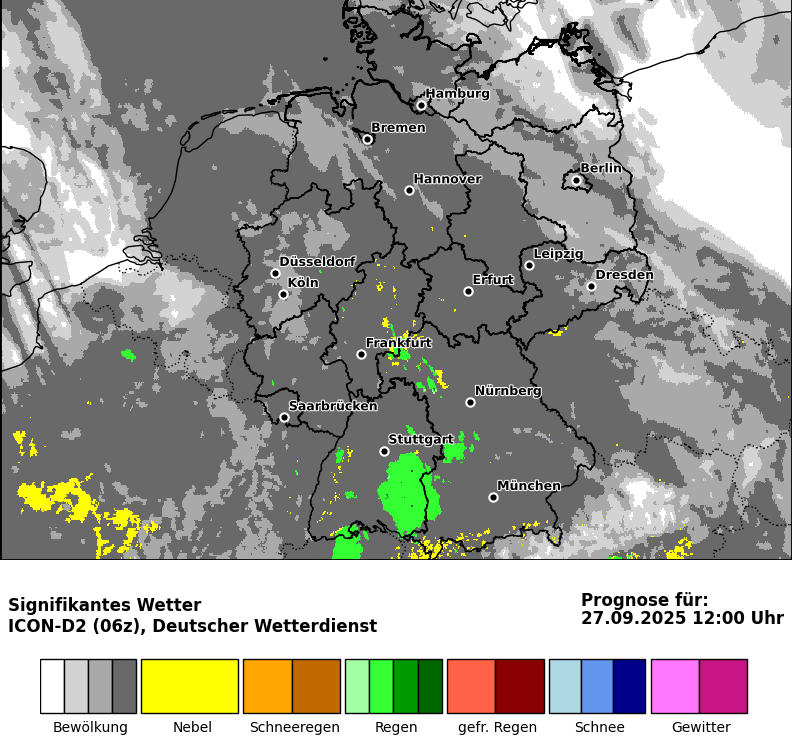 Hamburg
Bremen
Berlin
Hannover
Düsseldorf
Leipzig
Köln
Erfurt
Dresden
Frankfurt
Nürnberg
Saarbrücken
Stuttgart
München
Signifikantes Wetter
ICON-D2 (06z), Deutscher Wetterdienst
Prognose für:
27.09.2025 12:00 Uhr
Bewölkung
Nebel
Schneeregen
Regen
gefr. Regen
Schnee
Gewitter